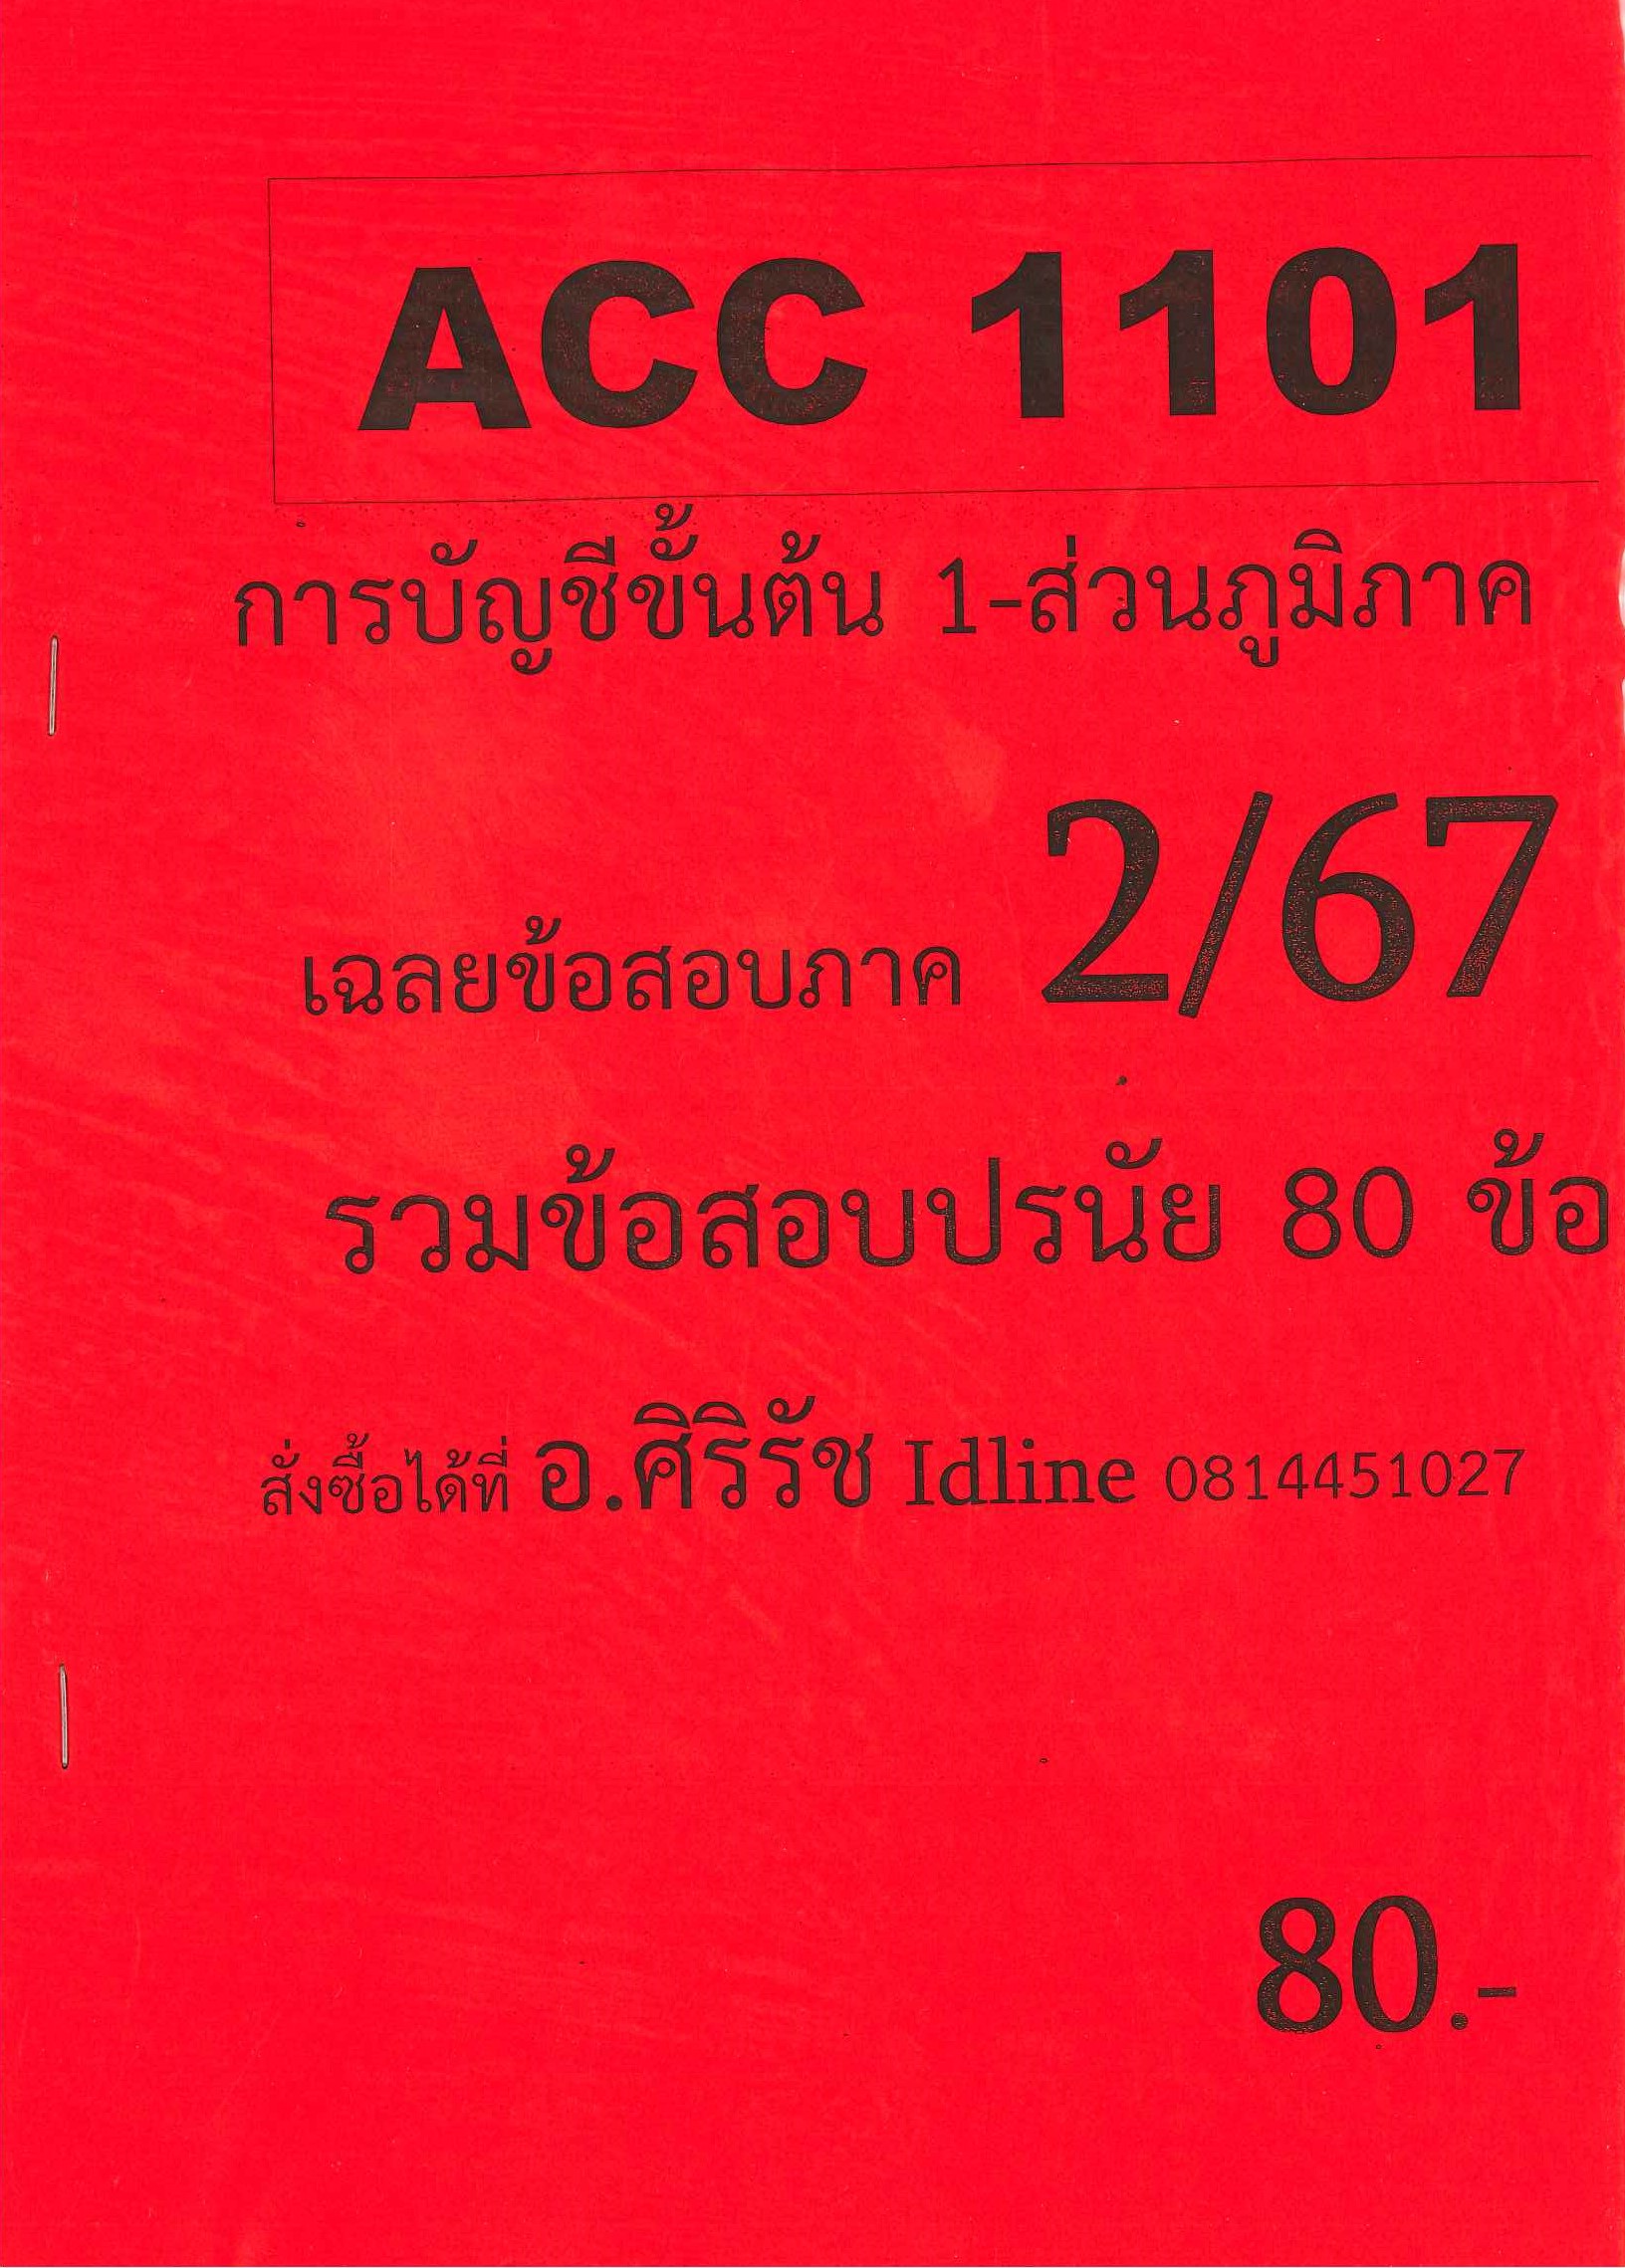 ACC 1101
การบัญชีขั้นต้น 1-ส่วนภูมิภาค
เฉลยข้อสอบภาค 2/67
รวมข้อสอบปรนัย 80 ข้อ
สั่งซื้อได้ที่ อ.ศิริรัช Idline 0814451027
80.-